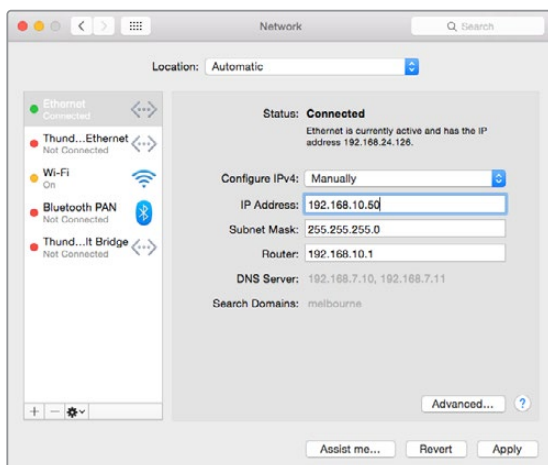 Network
Search
Location: Automatic
Ethernet
Connected
Thund...Ethernet
Not Connected
Wi-Fi
On
Bluetooth PAN
Not Connected
Thund...lt Bridge
Not Connected
Status: Connected
Ethernet is currently active and has the IP
address 192.168.24.126.
Configure IPv4: Manually
IP Address: 192.168.10.50
Subnet Mask: 255.255.255.0
Router: 192.168.10.1
DNS Server: 192.168.7.10, 192.168.7.11
Search Domains: melbourne
Advanced... ?
Assist me... Revert Apply